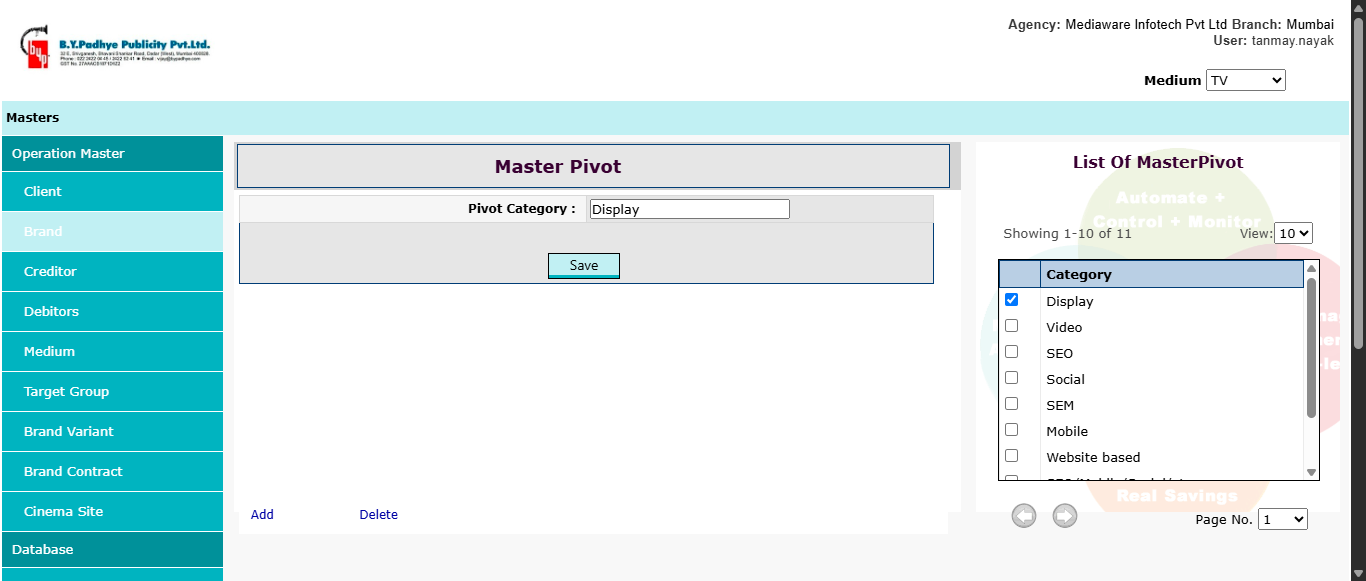 Agency: Mediaware Infotech Pvt Ltd Branch: Mumbai
User: tanmay.nayak
B.Y.Padhye Publicity Pvt.Ltd.
Medium TV
Masters
Operation Master
Client
Brand
Creditor
Debitors
Medium
Target Group
Brand Variant
Brand Contract
Cinema Site
Database
Master Pivot
Pivot Category : Display
Save
Add Delete
List Of MasterPivot
Automate +
Control + Monitor
Showing 1-10 of 11 View: 10
Category
Display
Video
SEO
Social
SEM
Mobile
Website based
Real Savings
Page No. 1